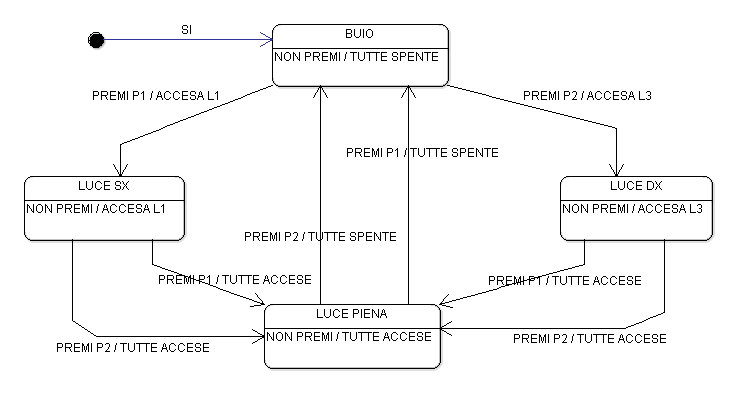 SI
BUIO
NON PREMI / TUTTE SPENTE
PREMI P1 / ACCESA L1
PREMI P2 / ACCESA L3
PREMI P1 / TUTTE SPENTE
LUCE SX
NON PREMI / ACCESA L1
LUCE DX
NON PREMI / ACCESA L3
PREMI P2 / TUTTE SPENTE
PREMI P1 / TUTTE ACCESE
PREMI P1 / TUTTE ACCESE
LUCE PIENA
NON PREMI / TUTTE ACCESE
PREMI P2 / TUTTE ACCESE
PREMI P2 / TUTTE ACCESE